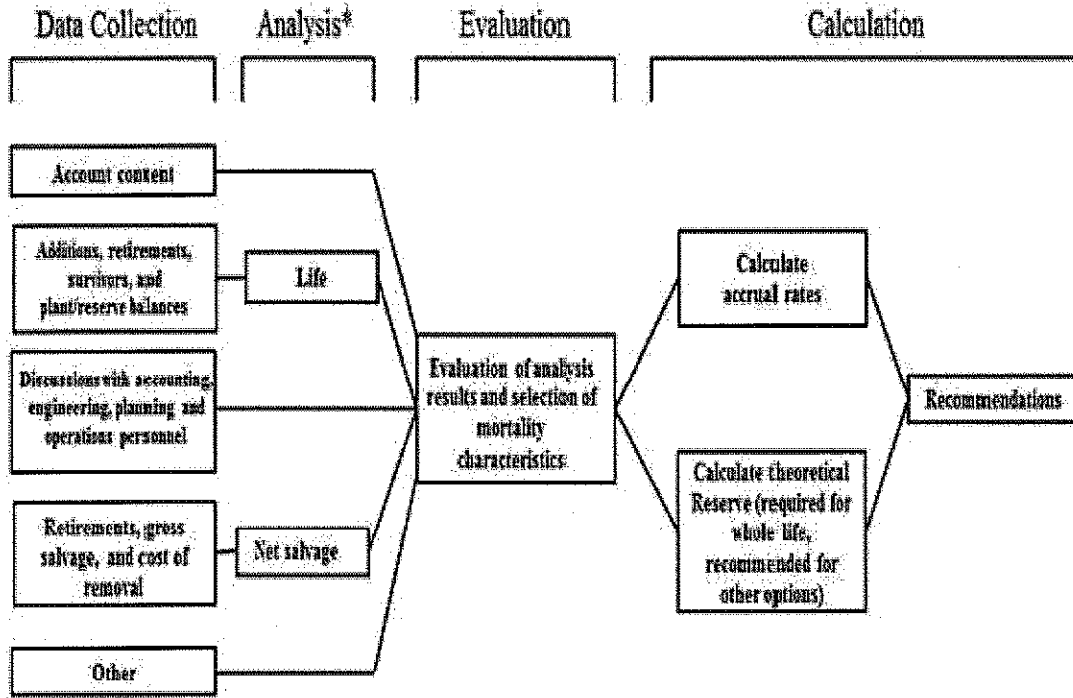 Data Collection
Analysis*
Evaluation
Calculation
Account content
Additions, retirements,
survivors, and
plant/reserve balances
Life
Discussions with accounting,
engineering, planning and
operations personnel
Retirements, gross
salvage, and cost of
removal
Net salvage
Other
Evaluation of analysis
results and selection of
mortality
characteristics
Calculate
accrual rates
Calculate theoretical
Reserve (required for
whole life,
recommended for
other options)
Recommendations